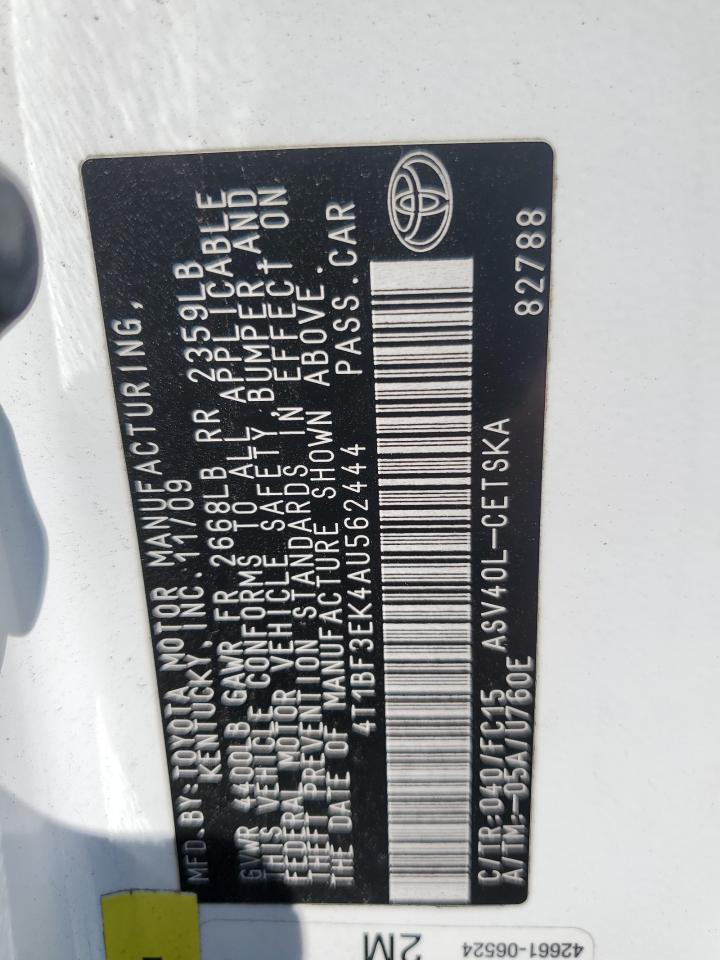 MFD.BY:TOYOTA MOTOR MANUFACTURING,
KENTUCKY,INC.11/09
GVWR 4400LB GAWR FR 2668LB RR 2359LB
THIS VEHICLE CONFORMS TO ALL APPLICABLE
FEDERAL MOTOR VEHICLE SAFETY,BUMPER,AND
THEFT PREVENTION STANDARDS IN EFFECT ON
THE DATE OF MANUFACTURE SHOWN ABOVE.
4T1BF3EK4AU562444 PASS.CAR
C/TR:040/FC15 ASV40L-CETSKA 82788
A/TM:-05A/U760E
2M
42661-06524